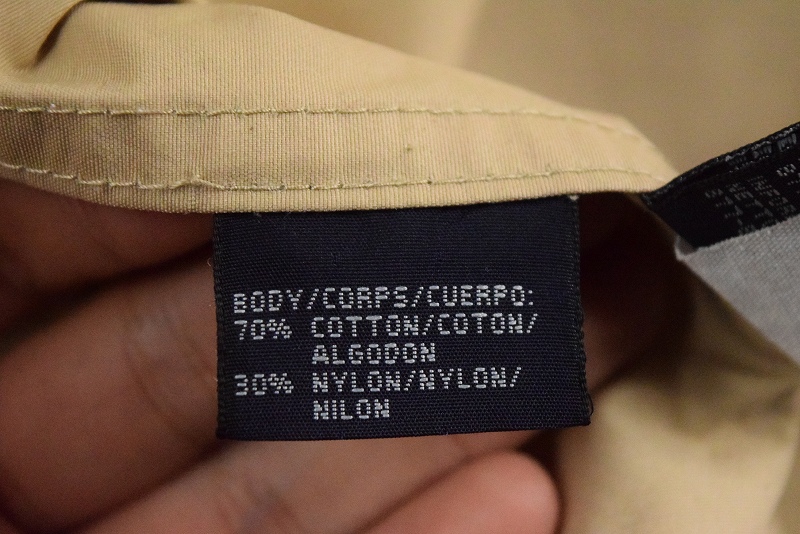 BODY/CORPS/CUERPO:
70% COTTON/COTON/
ALGODON
30% NYLON/NYLON/
NILON